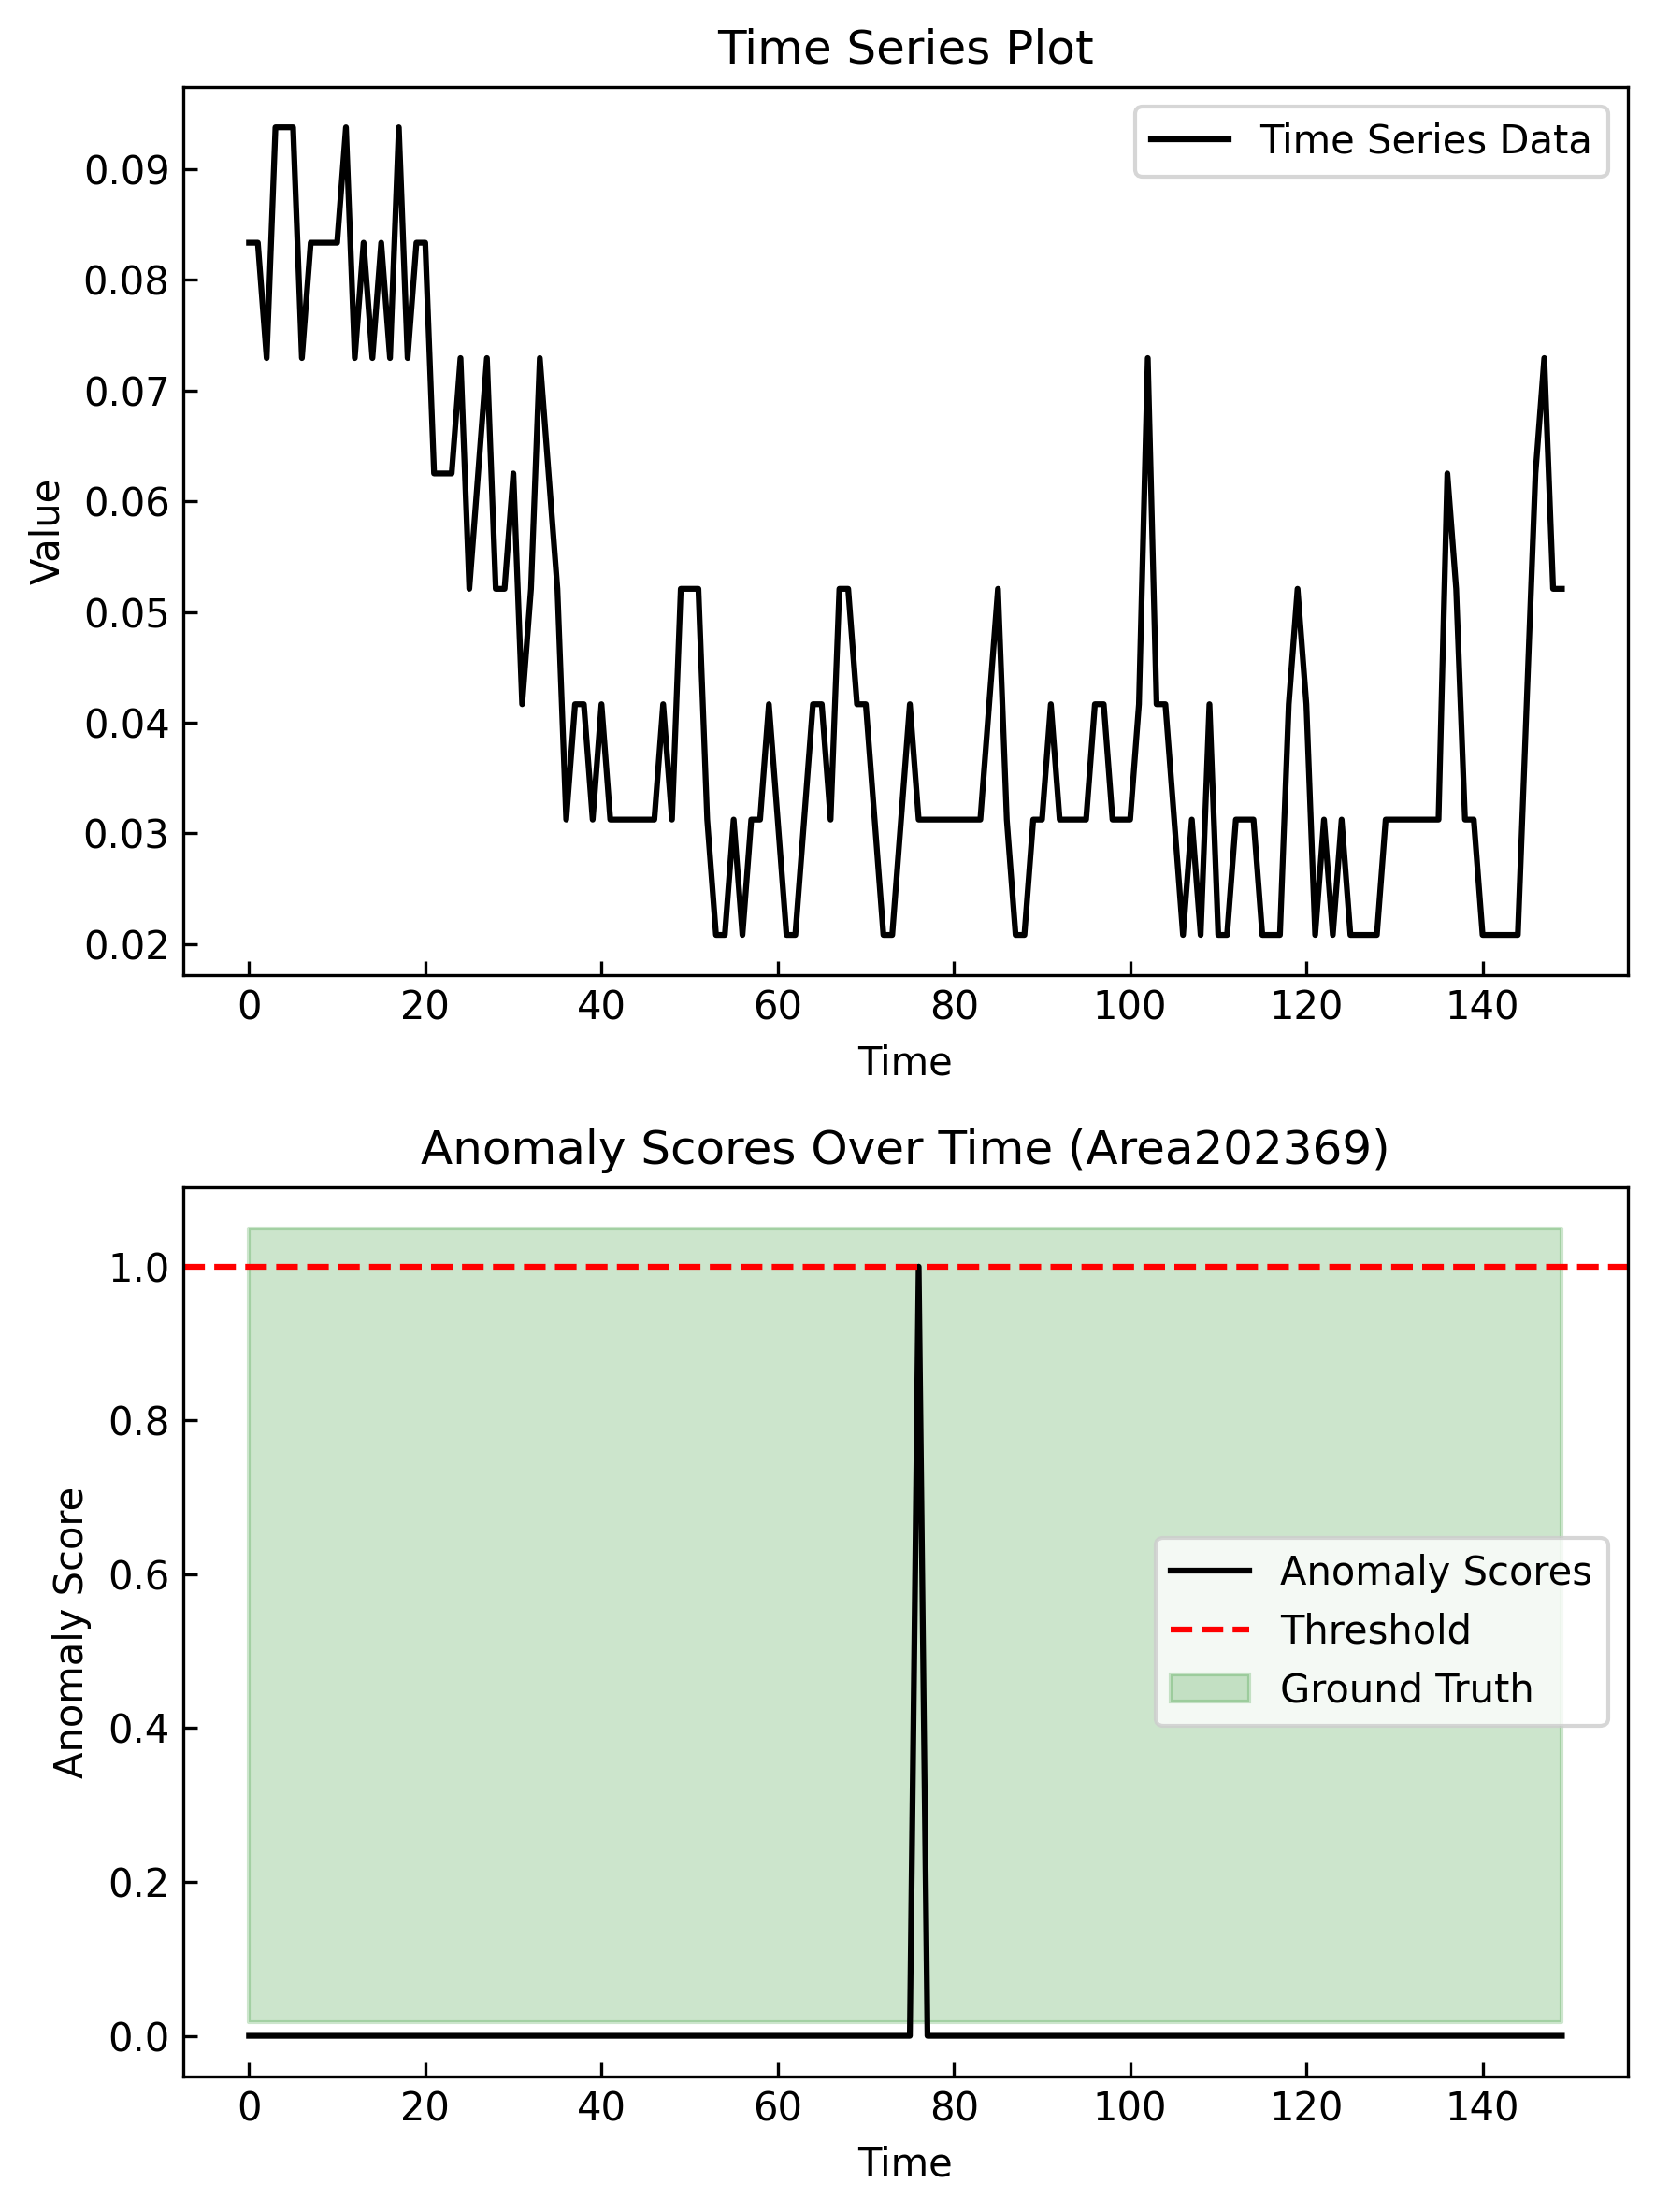 Time Series Plot
Time Series Data
0.09
0.08
0.07
0.06
0.05
0.04
0.03
0.02
Value
0 20 40 60 80 100 120 140
Time
Anomaly Scores Over Time (Area202369)
1.0
0.8
0.6
0.4
0.2
0.0
Anomaly Score
Anomaly Scores
Threshold
Ground Truth
0 20 40 60 80 100 120 140
Time